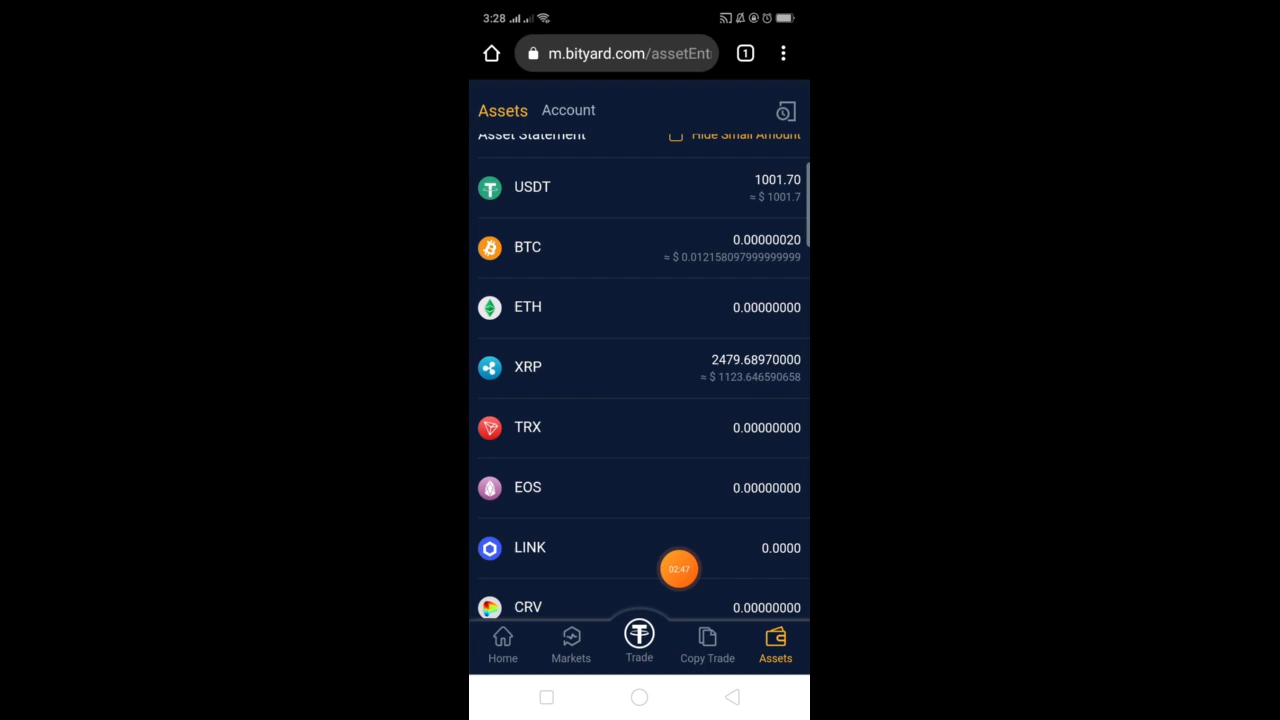 3:28
m.bityard.com/assetEnt
1
Assets Account
Asset Statement Hide Small Amount
USDT 1001.70
≈ $ 1001.7
BTC 0.00000020
≈ $ 0.012158097999999999
ETH 0.00000000
XRP 2479.68970000
≈ $ 1123.646590658
TRX 0.00000000
EOS 0.00000000
LINK 0.0000
02:47
CRV 0.00000000
Home Markets Trade Copy Trade Assets